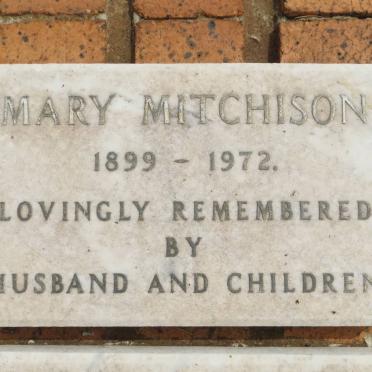 MARY MITCHISON
1899 - 1972.
LOVINGLY REMEMBERED
BY
HUSBAND AND CHILDREN